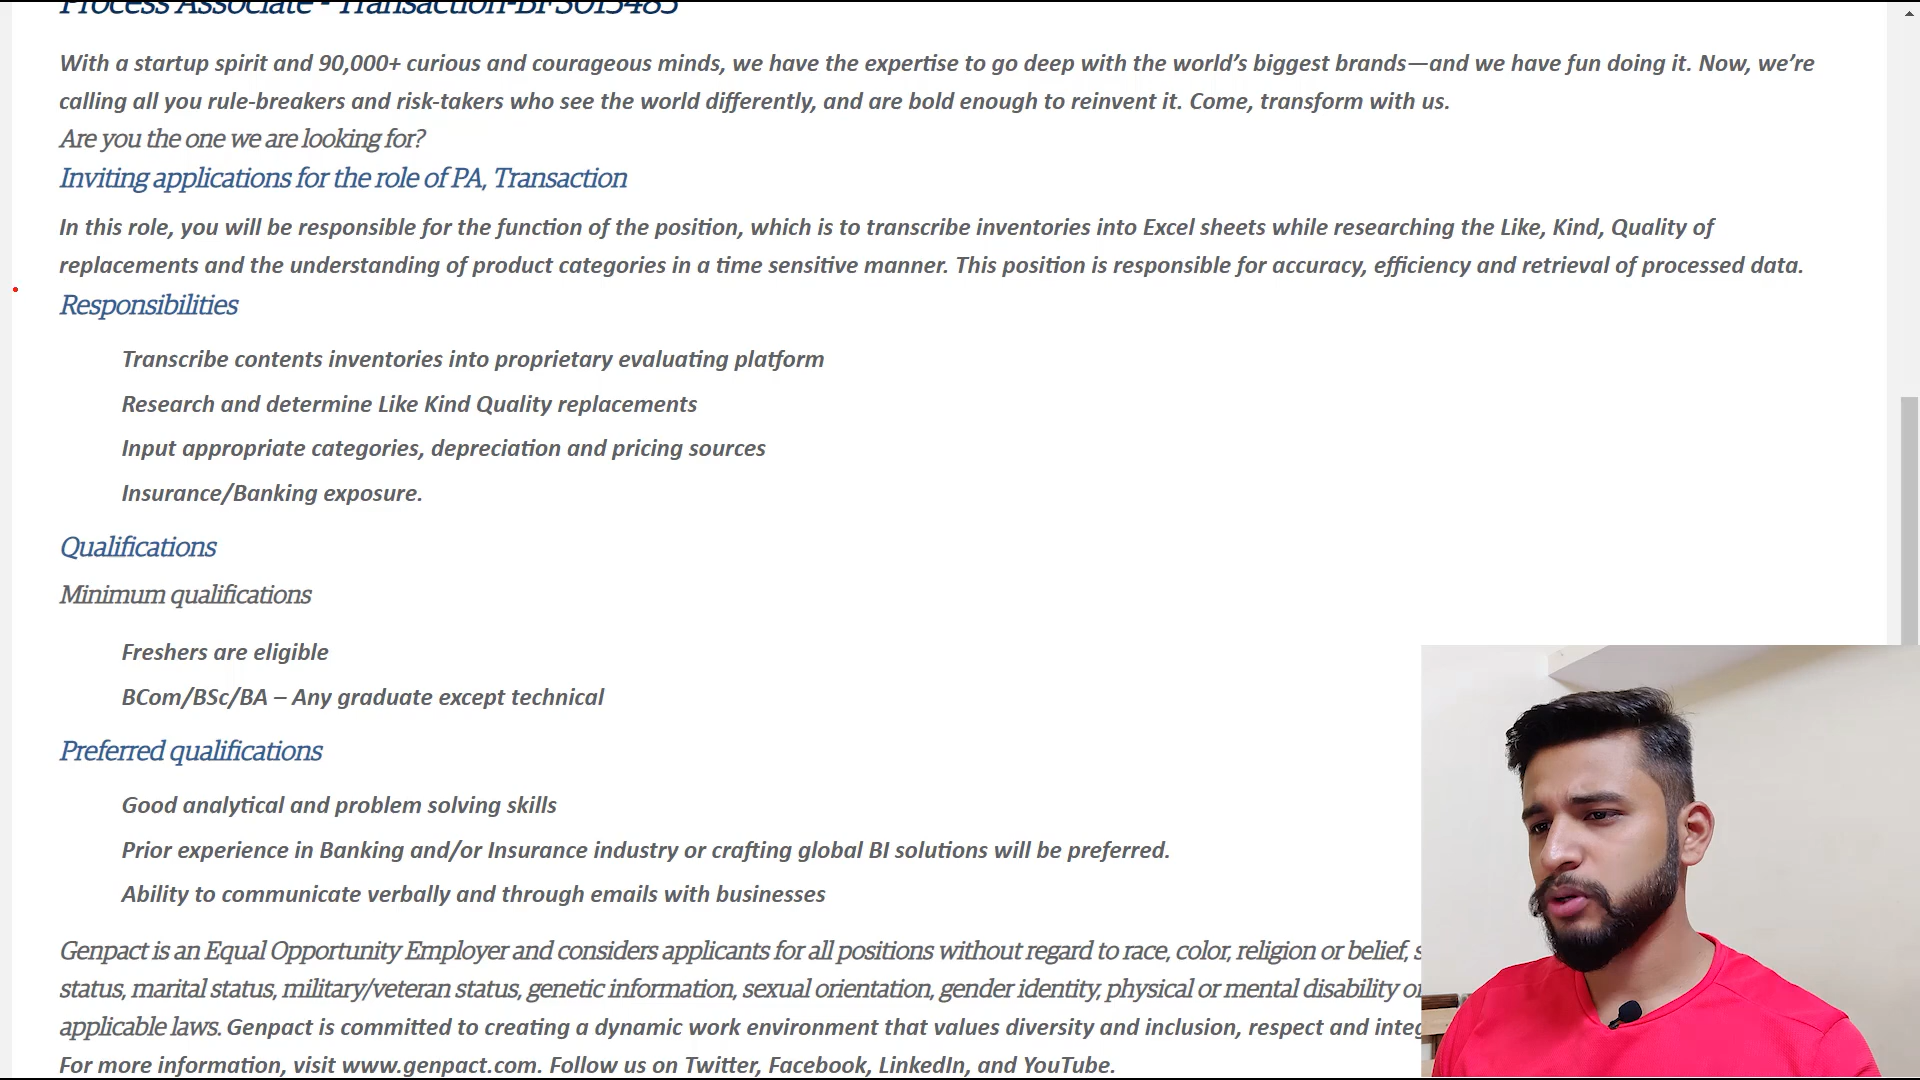 Process Associate - Transaction-BFS015485
With a startup spirit and 90,000+ curious and courageous minds, we have the expertise to go deep with the world’s biggest brands—and we have fun doing it. Now, we’re
calling all you rule-breakers and risk-takers who see the world differently, and are bold enough to reinvent it. Come, transform with us.
Are you the one we are looking for?
Inviting applications for the role of PA, Transaction
In this role, you will be responsible for the function of the position, which is to transcribe inventories into Excel sheets while researching the Like, Kind, Quality of
replacements and the understanding of product categories in a time sensitive manner. This position is responsible for accuracy, efficiency and retrieval of processed data.
Responsibilities
Transcribe contents inventories into proprietary evaluating platform
Research and determine Like Kind Quality replacements
Input appropriate categories, depreciation and pricing sources
Insurance/Banking exposure.
Qualifications
Minimum qualifications
Freshers are eligible
BCom/BSc/BA – Any graduate except technical
Preferred qualifications
Good analytical and problem solving skills
Prior experience in Banking and/or Insurance industry or crafting global BI solutions will be preferred.
Ability to communicate verbally and through emails with businesses
Genpact is an Equal Opportunity Employer and considers applicants for all positions without regard to race, color, religion or belief, s
status, marital status, military/veteran status, genetic information, sexual orientation, gender identity, physical or mental disability or
applicable laws. Genpact is committed to creating a dynamic work environment that values diversity and inclusion, respect and integ
For more information, visit www.genpact.com. Follow us on Twitter, Facebook, LinkedIn, and YouTube.